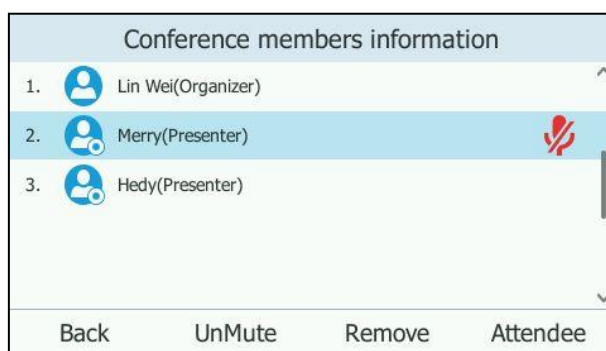 Conference members information
1. Lin Wei(Organizer)
2. Merry(Presenter)
3. Hedy(Presenter)
Back UnMute Remove Attendee